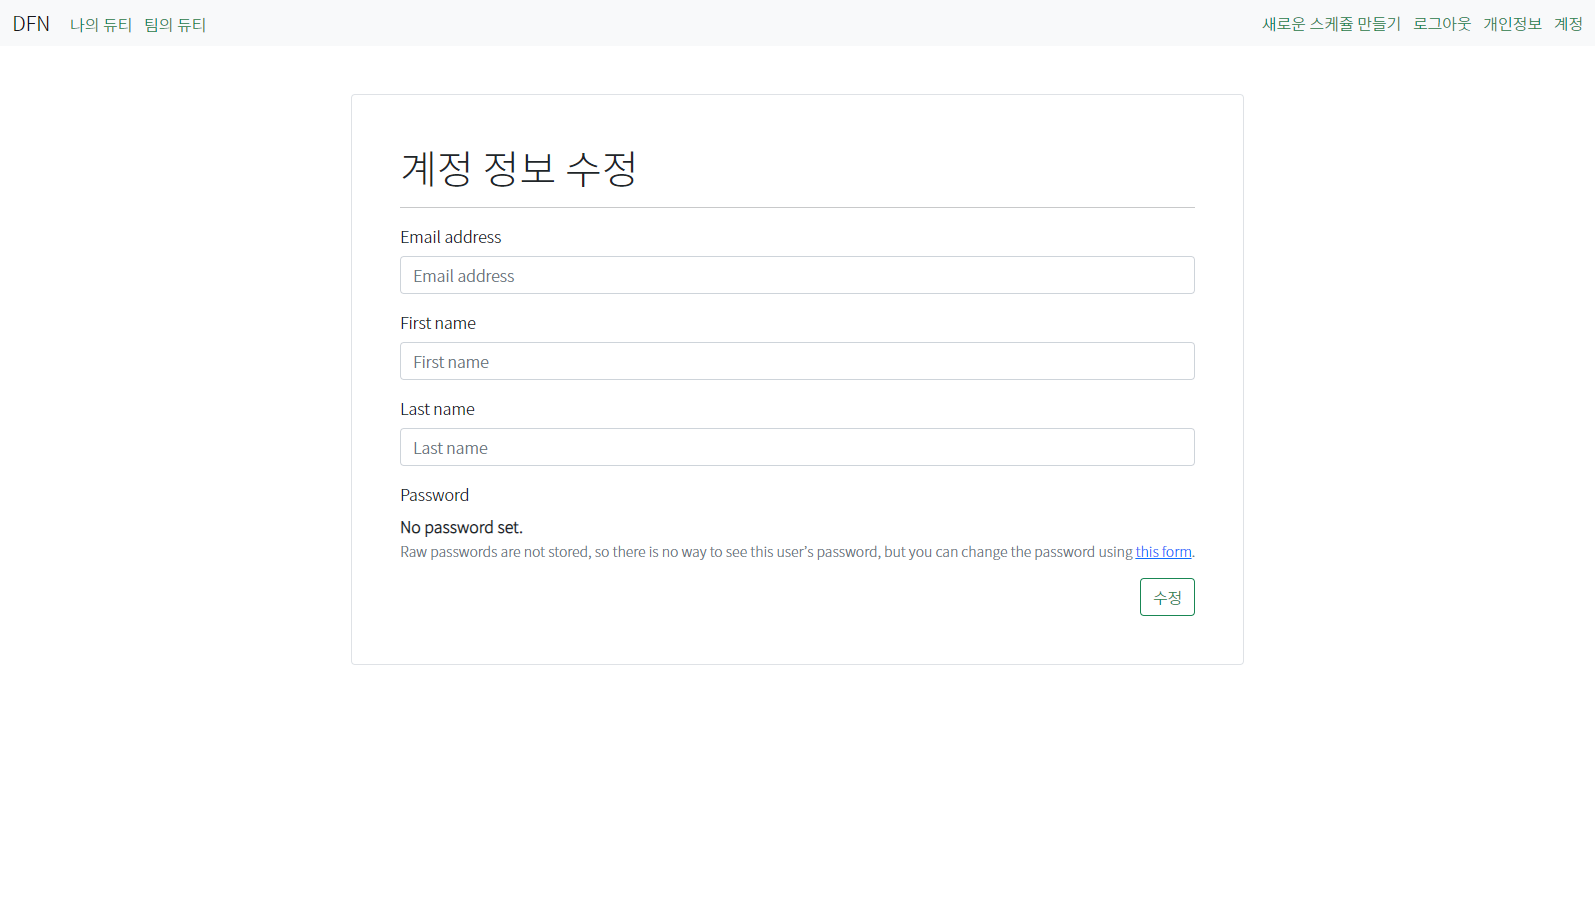 DFN 나의 듀티 팀의 듀티 새로운 스케쥴 만들기 로그아웃 개인정보 계정
계정 정보 수정
Email address
Email address
First name
First name
Last name
Last name
Password
No password set.
Raw passwords are not stored, so there is no way to see this user’s password, but you can change the password using this form.
수정